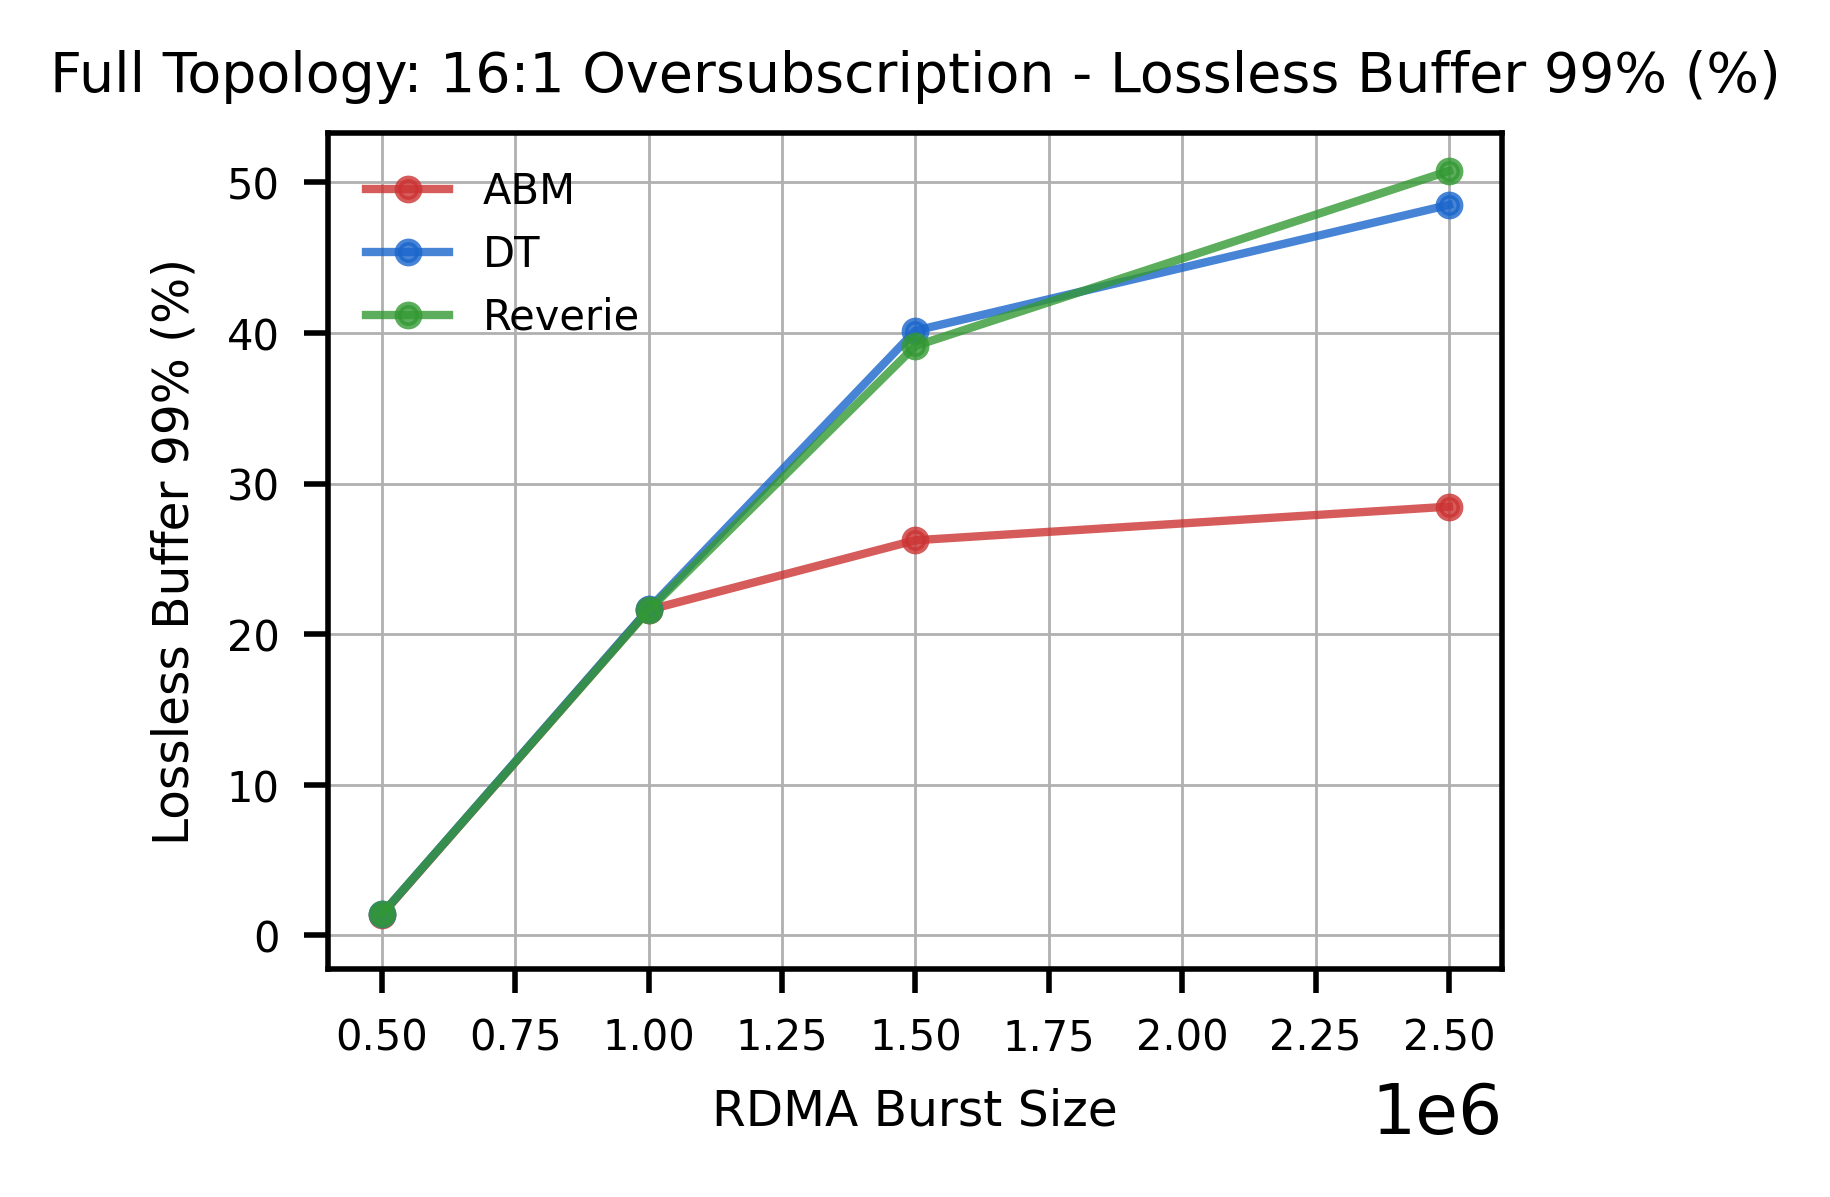 Full Topology: 16:1 Oversubscription - Lossless Buffer 99% (%)
ABM
DT
Reverie
Lossless Buffer 99% (%)
50
40
30
20
10
0
0.50 0.75 1.00 1.25 1.50 1.75 2.00 2.25 2.50
RDMA Burst Size
1e6